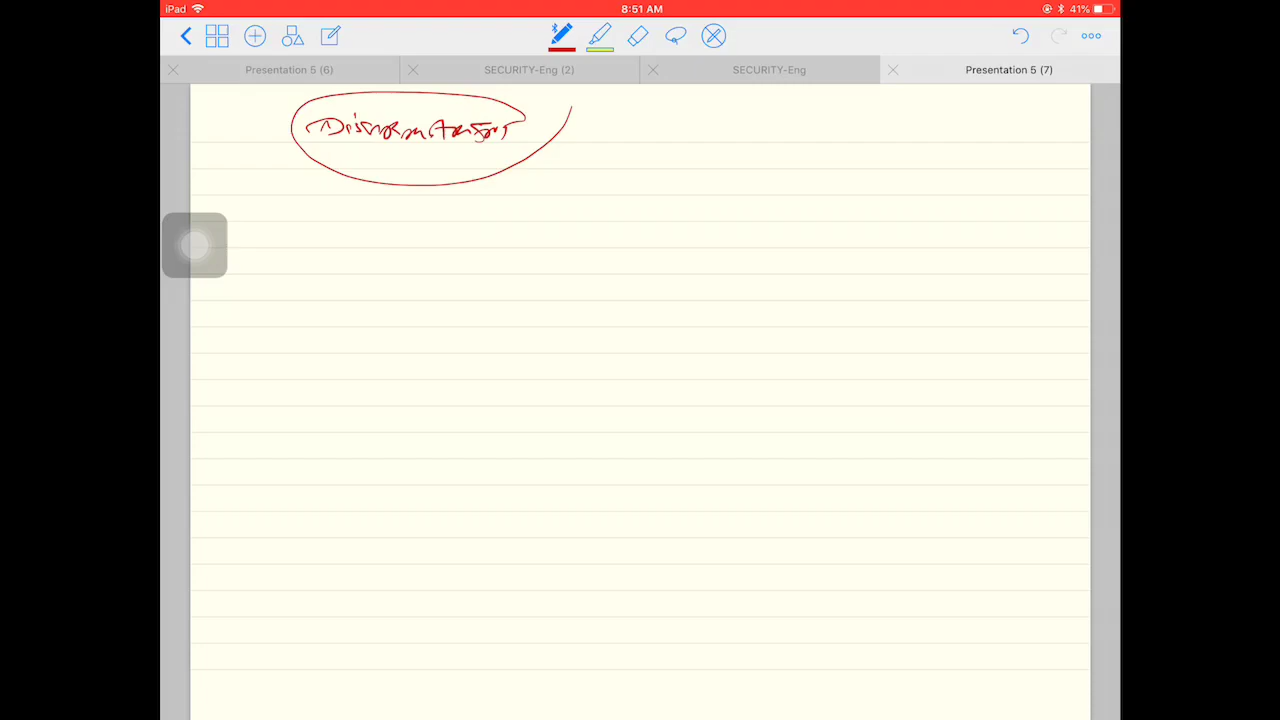 iPad
8:51 AM
41%
Presentation 5 (6)
SECURITY-Eng (2)
SECURITY-Eng
Presentation 5 (7)